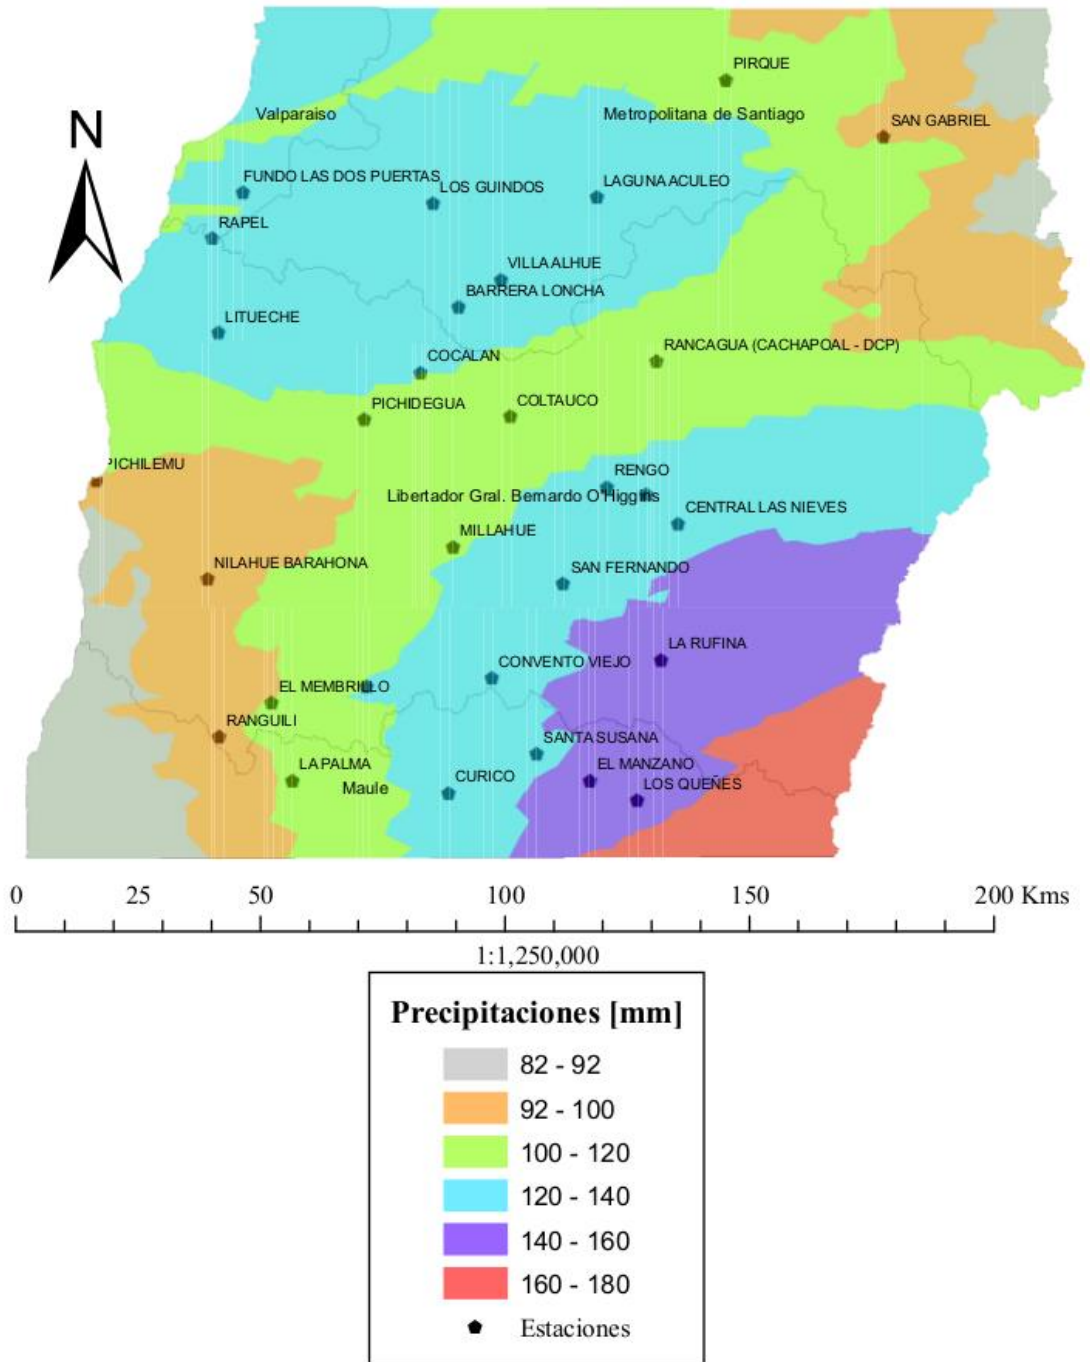 PIRQUE
N
Valparaiso
Metropolitana de Santiago
SAN GABRIEL
FUNDO LAS DOS PUERTAS
LOS GUINDOS
LAGUNA ACULEO
RAPEL
VILLA ALHUE
BARRERA LONCHA
LITUECHE
COCALAN
RANCAGUA (CACHAPOAL - DCP)
PICHIDEGUA
COLTAUCO
PICHILEMU
RENGO
Libertador Gral. Bernardo O'Higgins
CENTRAL LAS NIEVES
MILLAHUE
NILAHUE BARAHONA
SAN FERNANDO
LA RUFINA
CONVENTO VIEJO
EL MEMBRILLO
RANGUILI
SANTA SUSANA
LA PALMA
EL MANZANO
Maule
CURICO
LOS QUEÑES
0 25 50 100 150 200 Kms
1:1,250,000
Precipitaciones [mm]
82 - 92
92 - 100
100 - 120
120 - 140
140 - 160
160 - 180
Estaciones